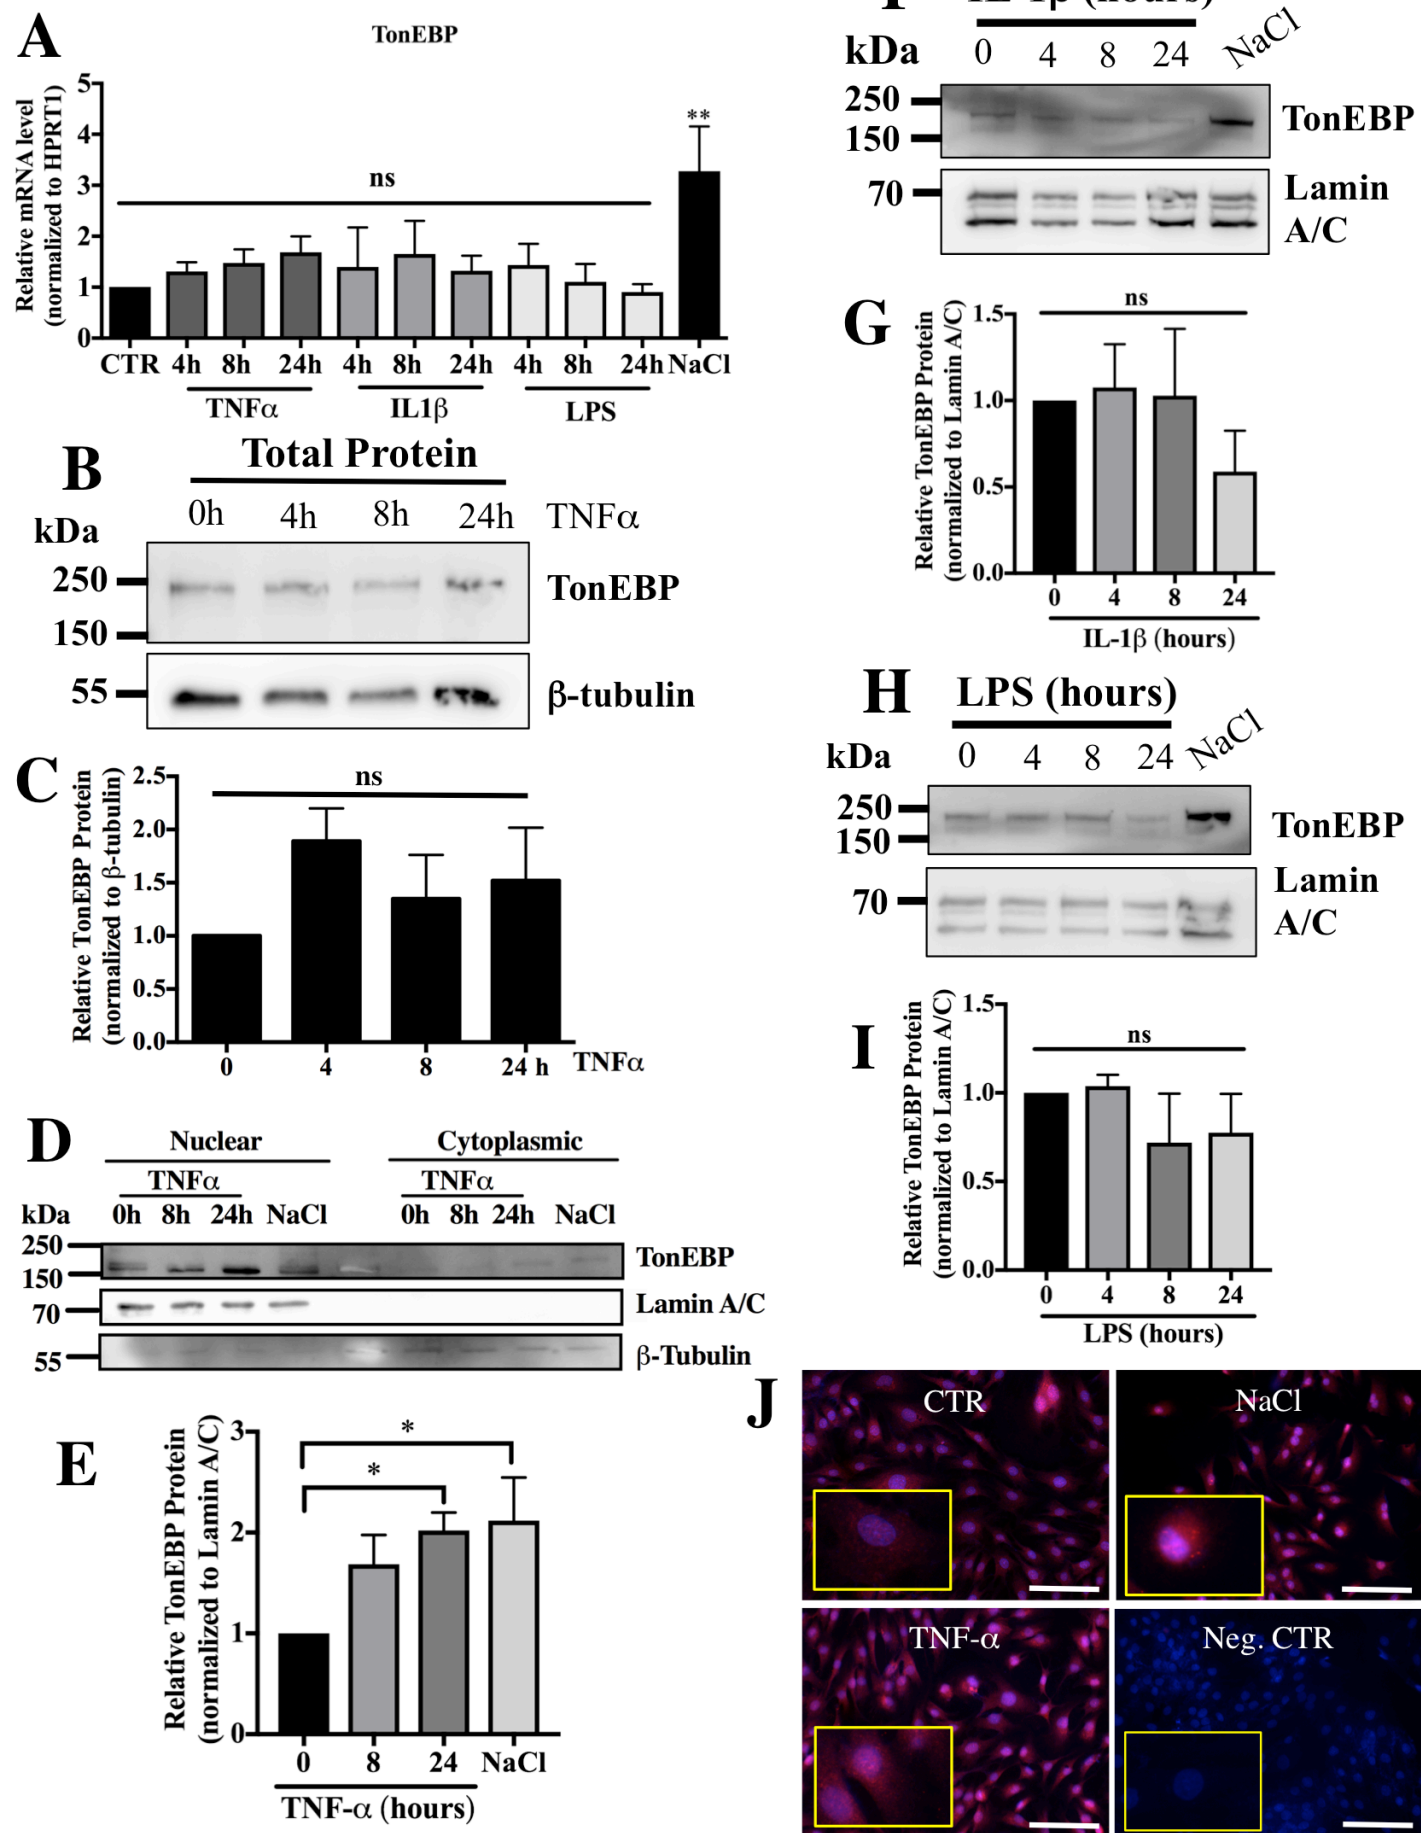 A
TonEBP
Relative mRNA level
(normalized to HPRT1)
5
4
3
2
1
0
ns
**
CTR 4h 8h 24h 4h 8h 24h 4h 8h 24h NaCl
TNFα IL1β LPS
B
Total Protein
kDa
0h 4h 8h 24h TNFα
250
150
TonEBP
55
β-tubulin
C
Relative TonEBP Protein
(normalized to β-tubulin)
2.5
2.0
1.5
1.0
0.5
0.0
ns
0 4 8 24 h TNFα
D
Nuclear Cytoplasmic
TNFα TNFα
kDa 0h 8h 24h NaCl 0h 8h 24h NaCl
250
150
TonEBP
70
Lamin A/C
55
β-Tubulin
E
Relative TonEBP Protein
(normalized to Lamin A/C)
3
2
1
0
*
*
0 8 24 NaCl
TNF-α (hours)
IL-1β (hours)
kDa 0 4 8 24 NaCl
250
150
TonEBP
70
Lamin
A/C
G
Relative TonEBP Protein
(normalized to Lamin A/C)
1.5
1.0
0.5
0.0
ns
0 4 8 24
IL-1β (hours)
H
LPS (hours)
kDa 0 4 8 24 NaCl
250
150
TonEBP
70
Lamin
A/C
I
Relative TonEBP Protein
(normalized to Lamin A/C)
1.5
1.0
0.5
0.0
ns
0 4 8 24
LPS (hours)
J
CTR NaCl
TNF-α Neg. CTR